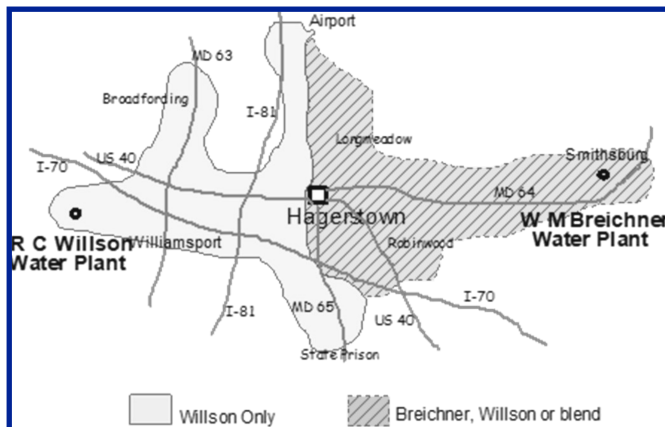 Airport
MD 63
Broadfording
I-81
Longmeadow
Smithsburg
US 40
I-70
MD 64
Hagerstown
W M Breichner
Water Plant
R C Willson
Water Plant
Williamsport
Robinwood
I-70
MD 65
I-81
US 40
State Prison
Willson Only
Breichner, Willson or blend